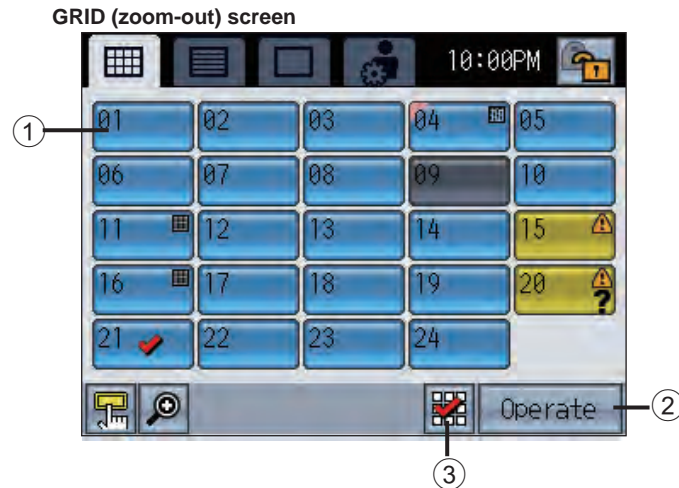 GRID (zoom-out) screen
10:00PM
01 02 03 04 05
① 
06 07 08 09 10
11 12 13 14 15
16 17 18 19 20 ?
21 22 23 24
Operate ②
③